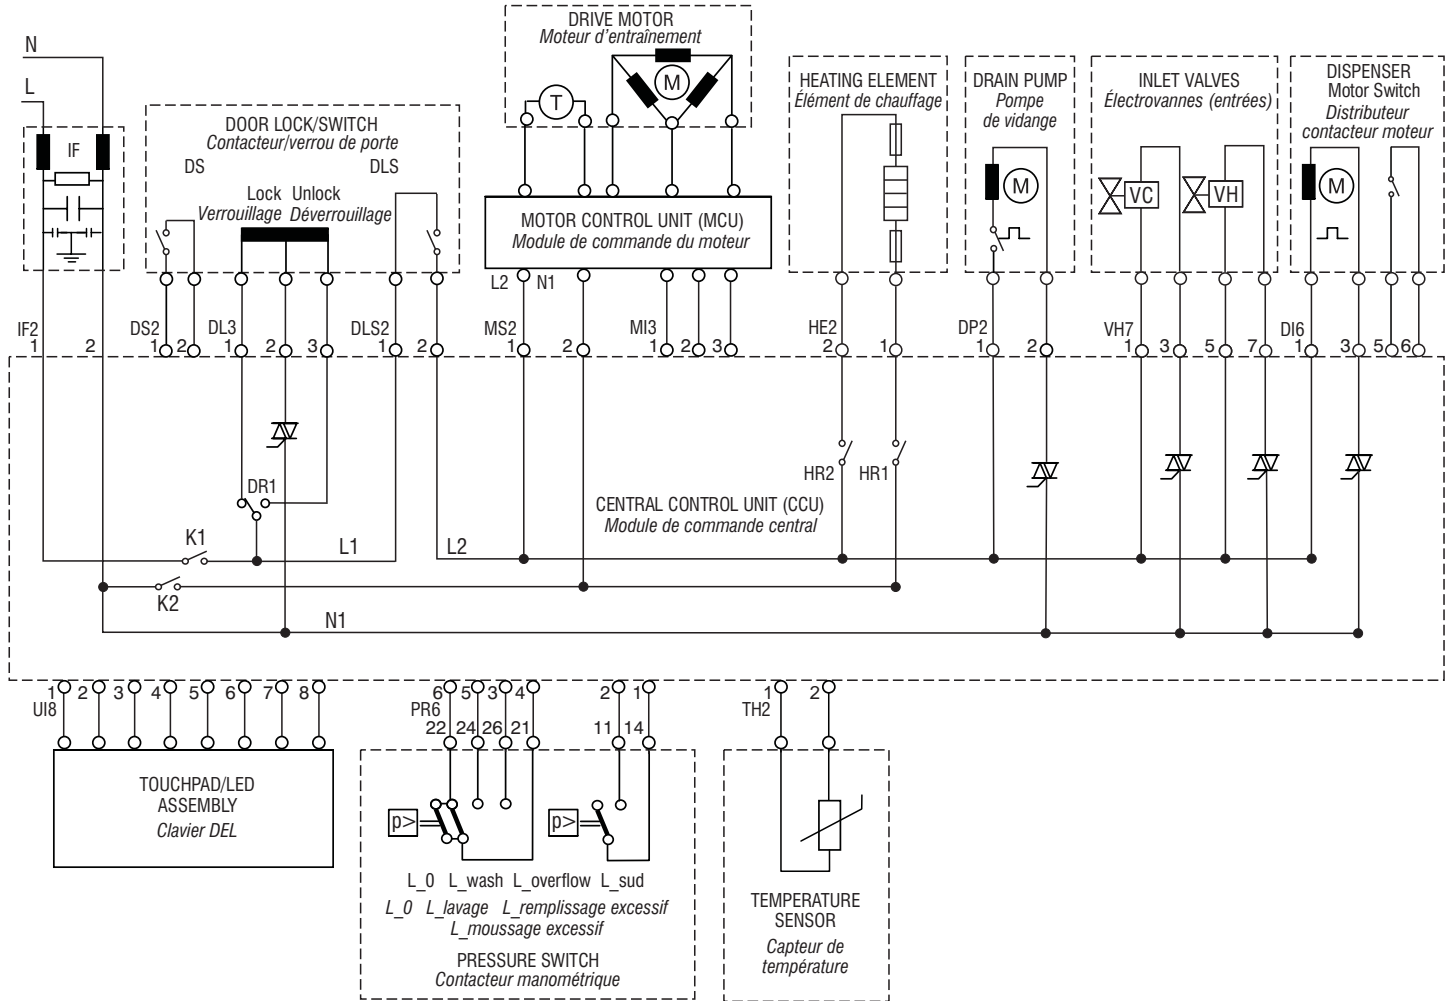 N
L
IF
DOOR LOCK/SWITCH
Contacteur/verrou de porte
DS DLS
Lock Unlock
Verrouillage Déverrouillage
DRIVE MOTOR
Moteur d'entraînement
T
M
MOTOR CONTROL UNIT (MCU)
Module de commande du moteur
L2 N1
HEATING ELEMENT
Élément de chauffage
DRAIN PUMP
Pompe
de vidange
M
INLET VALVES
Électrovannes (entrées)
VC
VH
DISPENSER
Motor Switch
Distributeur
contacteur moteur
M
IF2
1 2
DS2
1 2
DL3
1 2 3
DLS2
1 2
MS2
1 2
MI3
1 2 3
HE2
2 1
DP2
1 2
VH7
1 3 5 7
DI6
1 3 5 6
DR1
HR2 HR1
CENTRAL CONTROL UNIT (CCU)
Module de commande central
K1
L1
L2
K2
N1
1 2 3 4 5 6 7 8
UI8
TOUCHPAD/LED
ASSEMBLY
Clavier DEL
6 5 3 4 2 1
PR6
22 24 26 21 11 14
p>
p>
L_0 L_wash L_overflow L_sud
L_0 L_lavage L_remplissage excessif
L_moussage excessif
PRESSURE SWITCH
Contacteur manométrique
1 2
TH2
TEMPERATURE
SENSOR
Capteur de
température